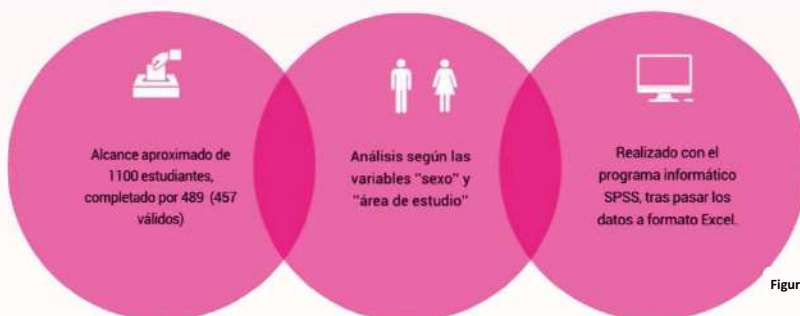 Alcance aproximado de
1100 estudiantes,
completado por 489 (457
válidos)
Análisis según las
variables "sexo" y
"área de estudio"
Realizado con el
programa informático
SPSS, tras pasar los
datos a formato Excel.